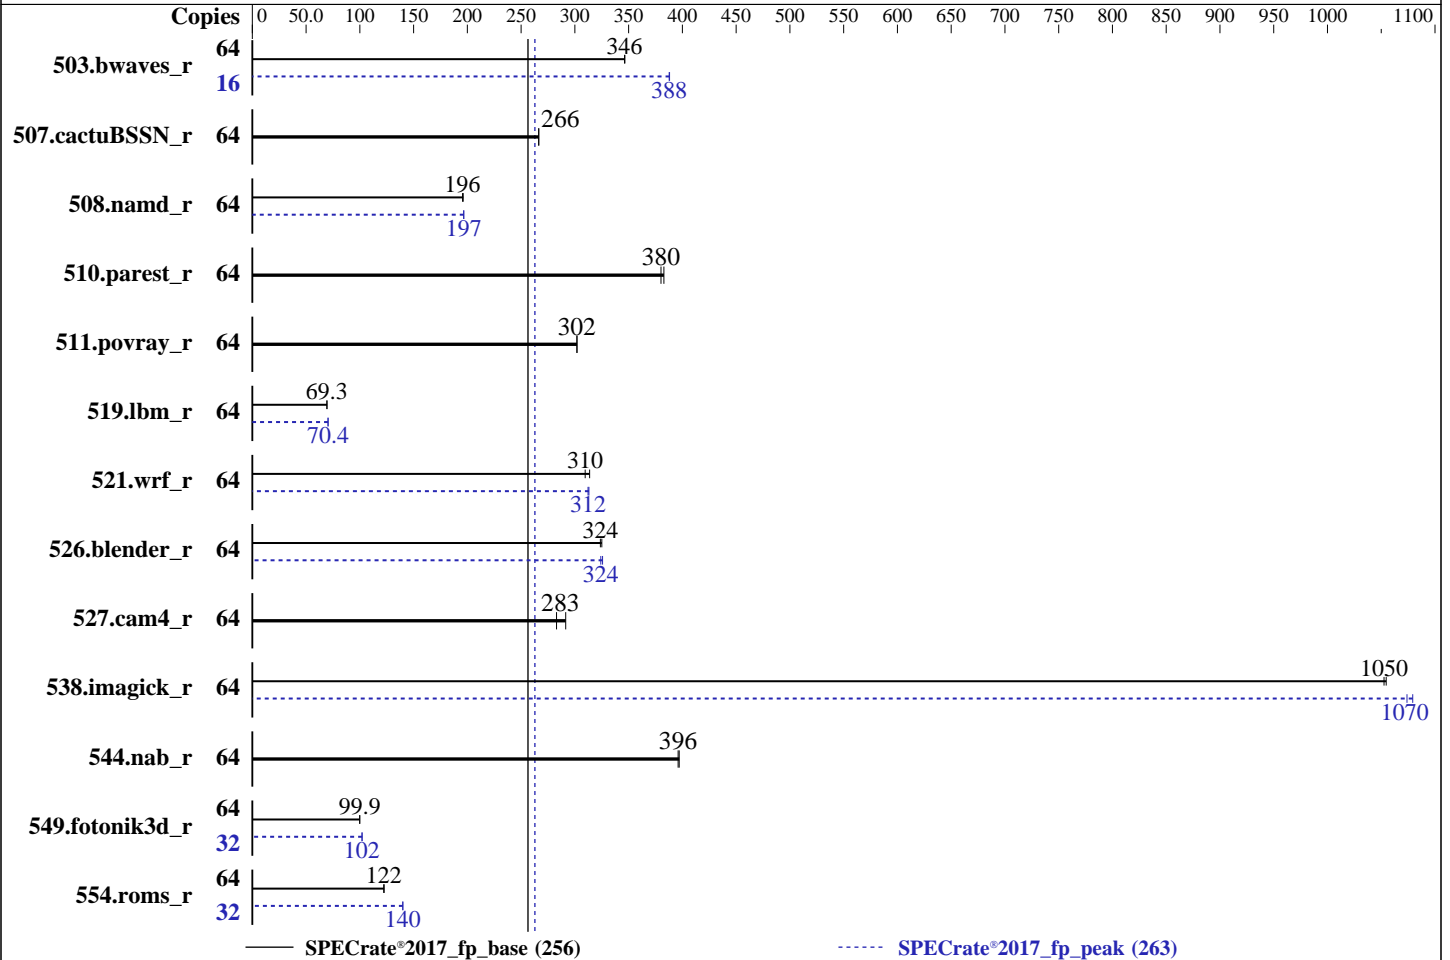 Copies 0 50.0 100 150 200 250 300 350 400 450 500 550 600 650 700 750 800 850 900 950 1000 1100
503.bwaves_r 64 346
16 388
507.cactuBSSN_r 64 266
508.namd_r 64 196
197
510.parest_r 64 380
511.povray_r 64 302
519.lbm_r 64 69.3
70.4
521.wrf_r 64 310
312
526.blender_r 64 324
324
527.cam4_r 64 283
538.imagick_r 64 1050
1070
544.nab_r 64 396
549.fotonik3d_r 64 99.9
32 102
554.roms_r 64 122
32 140
SPECrate®2017_fp_base (256) SPECrate®2017_fp_peak (263)